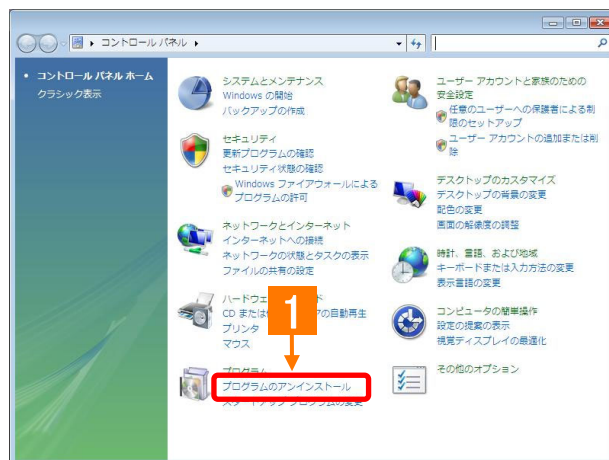 コントロール パネル
コントロール パネル ホーム
クラシック表示
システムとメンテナンス
Windows の開始
バックアップの作成
セキュリティ
更新プログラムの確認
セキュリティ状態の確認
Windows ファイアウォールによる
プログラムの許可
ネットワークとインターネット
インターネットへの接続
ネットワークの状態とタスクの表示
ファイルの共有の設定
ハードウェ
CD または
の自動再生
プリンタ
マウス
1
プログラム
プログラムのアンインストール
スタートアップ プログラムの変更
ユーザー アカウントと家族のための
安全設定
任意のユーザーへの保護者による制
限のセットアップ
ユーザー アカウントの追加または削
除
デスクトップのカスタマイズ
デスクトップの背景の変更
配色の変更
画面の解像度の調整
時計、言語、および地域
キーボードまたは入力方法の変更
表示言語の変更
コンピュータの簡単操作
設定の提案の表示
視覚ディスプレイの最適化
その他のオプション